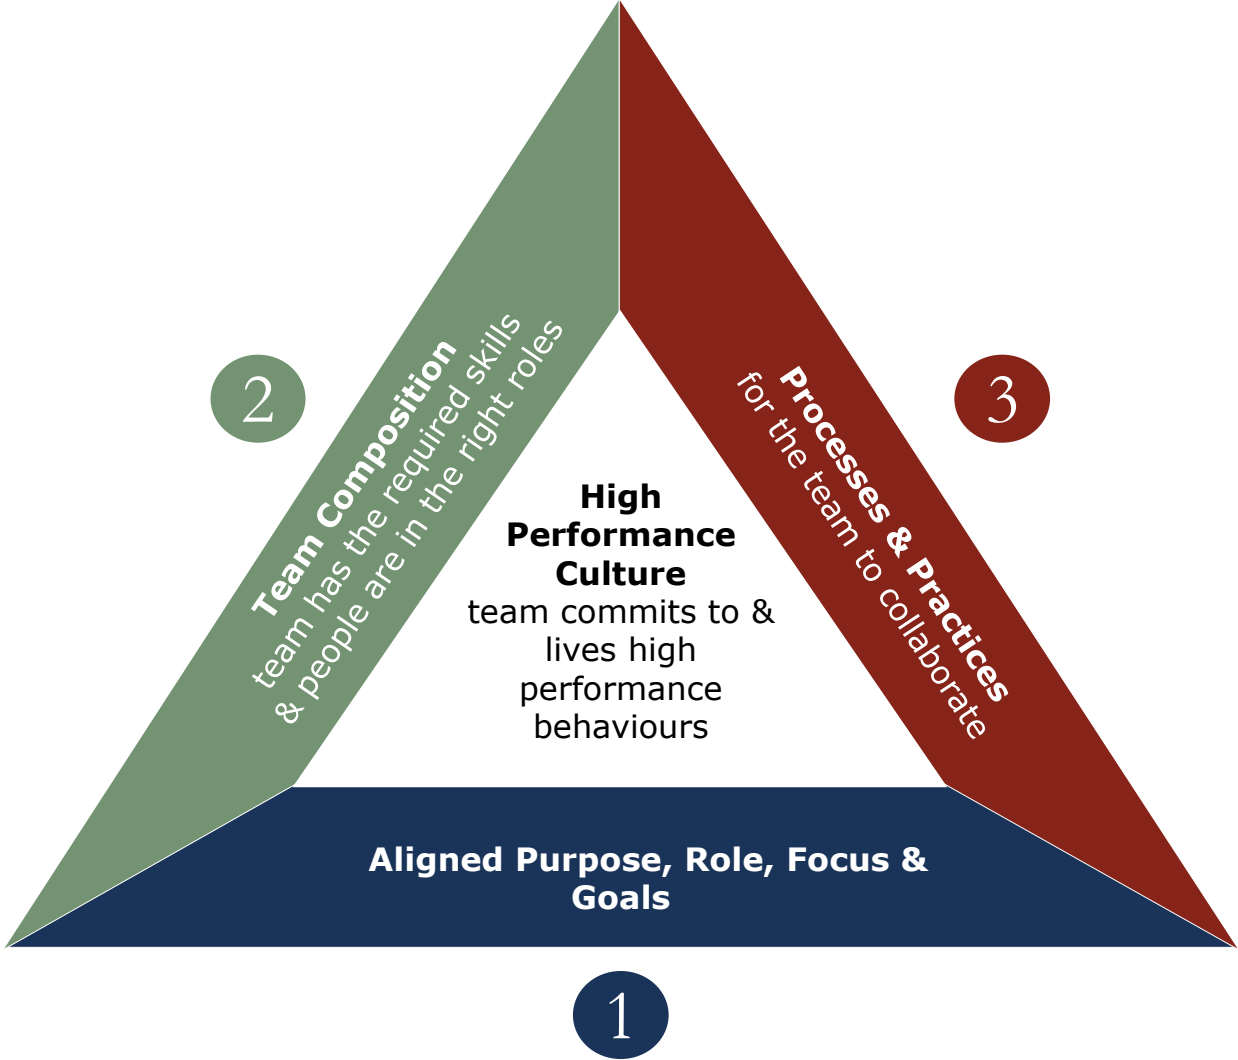 2
Team Composition
team has the required skills
& people are in the right roles
3
Processes & Practices
for the team to collaborate
High
Performance
Culture
team commits to &
lives high
performance
behaviours
Aligned Purpose, Role, Focus &
Goals
1